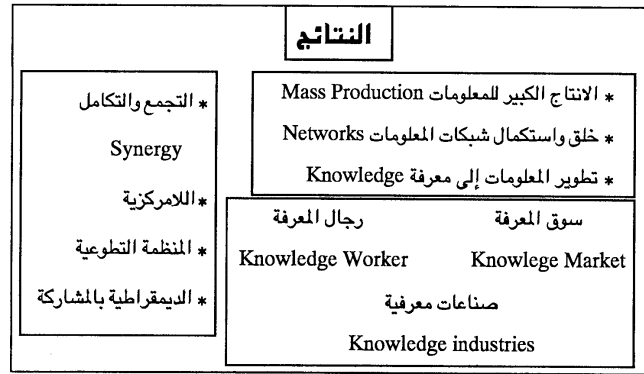 النتائج
* الانتاج الكبير للمعلومات Mass Production
* خلق واستكمال شبكات المعلومات Networks
* تطوير المعلومات إلى معرفة Knowledge
سوق المعرفة رجال المعرفة
Knowlege Market Knowledge Worker
صناعات معرفية
Knowledge industries
* التجمع والتكامل
Synergy
* اللامركزية
* المنظمة التطوعية
* الديمقراطية بالمشاركة